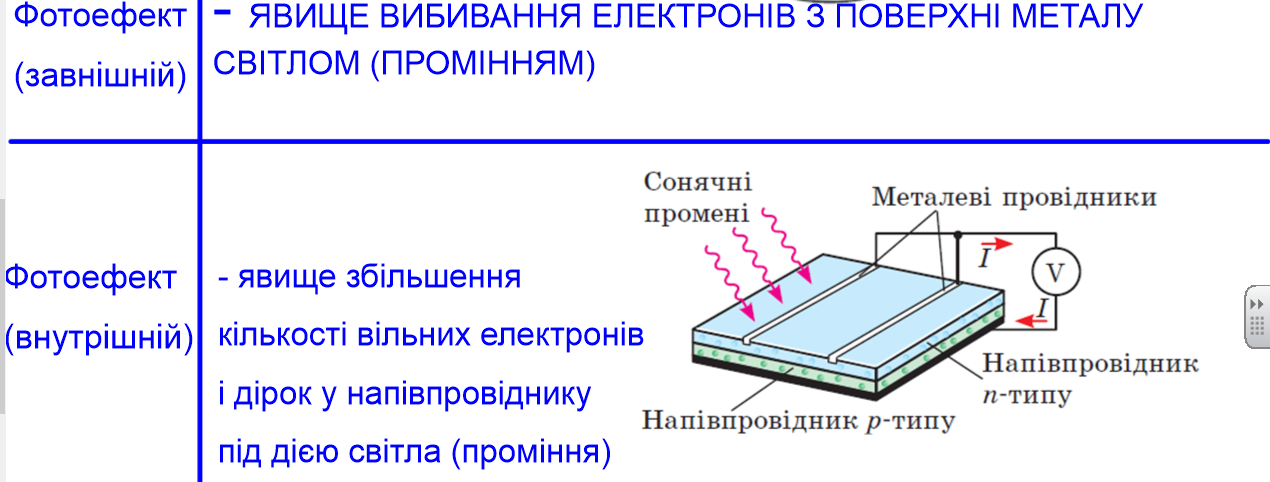 Фотоефект
(завнішній)
- ЯВИЩЕ ВИБИВАННЯ ЕЛЕКТРОНІВ З ПОВЕРХНІ МЕТАЛУ
СВІТЛОМ (ПРОМІННЯМ)
Фотоефект
(внутрішній)
- явище збільшення
кількості вільних електронів
і дірок у напівпровіднику
під дією світла (проміння)
Сонячні
промені
Металеві провідники
I
V
I
Напівпровідник
n-типу
Напівпровідник p-типу